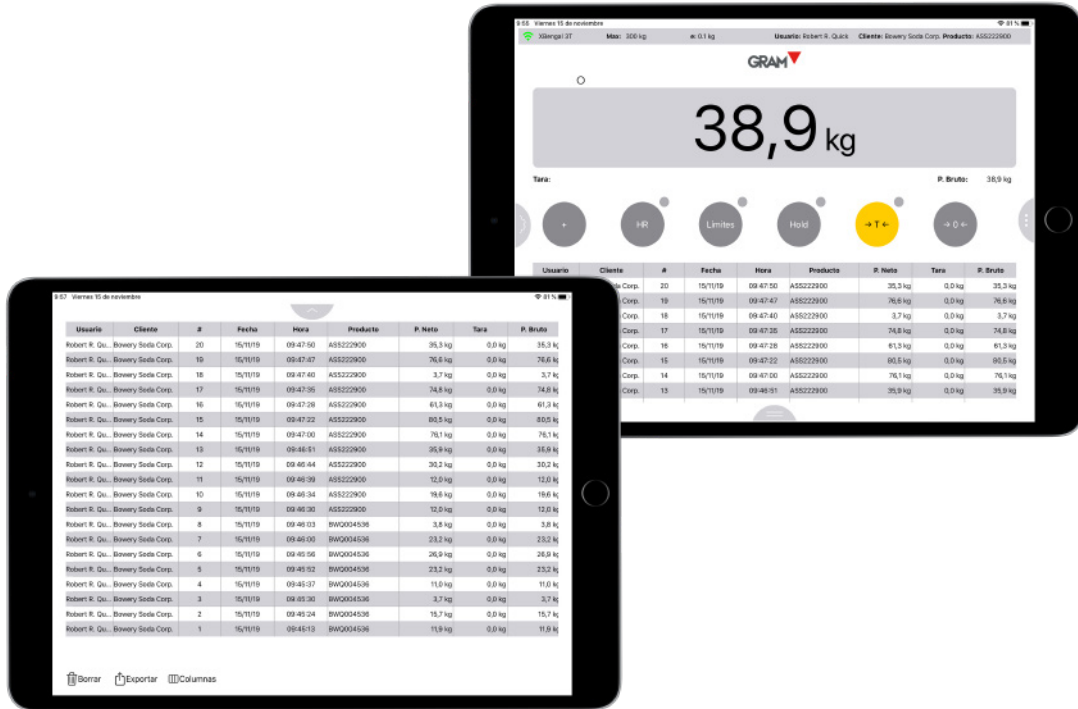 9:55 Viernes 15 de noviembre 81 %
XBengal 3T Max: 300 kg e: 0.1 kg Usuario: Robert R. Quick Cliente: Bowery Soda Corp. Producto: ASS222900
GRAM
38,9 kg
Tara: P. Bruto: 38,9 kg
+ HR Límites Hold → T ← → 0 ←
Usuario Cliente # Fecha Hora Producto P. Neto Tara P. Bruto
Corp. 20 15/11/19 09:47:50 ASS222900 35,3 kg 0,0 kg 35,3 kg
Corp. 19 15/11/19 09:47:47 ASS222900 76,6 kg 0,0 kg 76,6 kg
Corp. 18 15/11/19 09:47:40 ASS222900 3,7 kg 0,0 kg 3,7 kg
Corp. 17 15/11/19 09:47:35 ASS222900 74,8 kg 0,0 kg 74,8 kg
Corp. 16 15/11/19 09:47:28 ASS222900 61,3 kg 0,0 kg 61,3 kg
Corp. 15 15/11/19 09:47:22 ASS222900 80,5 kg 0,0 kg 80,5 kg
Corp. 14 15/11/19 09:47:00 ASS222900 76,1 kg 0,0 kg 76,1 kg
Corp. 13 15/11/19 09:46:51 ASS222900 35,9 kg 0,0 kg 35,9 kg
9:57 Viernes 15 de noviembre 81 %
Usuario Cliente # Fecha Hora Producto P. Neto Tara P. Bruto
Robert R. Qu... Bowery Soda Corp. 20 15/11/19 09:47:50 ASS222900 35,3 kg 0,0 kg 35,3 kg
Robert R. Qu... Bowery Soda Corp. 19 15/11/19 09:47:47 ASS222900 76,6 kg 0,0 kg 76,6 kg
Robert R. Qu... Bowery Soda Corp. 18 15/11/19 09:47:40 ASS222900 3,7 kg 0,0 kg 3,7 kg
Robert R. Qu... Bowery Soda Corp. 17 15/11/19 09:47:35 ASS222900 74,8 kg 0,0 kg 74,8 kg
Robert R. Qu... Bowery Soda Corp. 16 15/11/19 09:47:28 ASS222900 61,3 kg 0,0 kg 61,3 kg
Robert R. Qu... Bowery Soda Corp. 15 15/11/19 09:47:22 ASS222900 80,5 kg 0,0 kg 80,5 kg
Robert R. Qu... Bowery Soda Corp. 14 15/11/19 09:47:00 ASS222900 76,1 kg 0,0 kg 76,1 kg
Robert R. Qu... Bowery Soda Corp. 13 15/11/19 09:46:51 ASS222900 35,9 kg 0,0 kg 35,9 kg
Robert R. Qu... Bowery Soda Corp. 12 15/11/19 09:46:44 ASS222900 30,2 kg 0,0 kg 30,2 kg
Robert R. Qu... Bowery Soda Corp. 11 15/11/19 09:46:39 ASS222900 12,0 kg 0,0 kg 12,0 kg
Robert R. Qu... Bowery Soda Corp. 10 15/11/19 09:46:34 ASS222900 19,6 kg 0,0 kg 19,6 kg
Robert R. Qu... Bowery Soda Corp. 9 15/11/19 09:46:30 ASS222900 12,0 kg 0,0 kg 12,0 kg
Robert R. Qu... Bowery Soda Corp. 8 15/11/19 09:46:03 BWQ004536 3,8 kg 0,0 kg 3,8 kg
Robert R. Qu... Bowery Soda Corp. 7 15/11/19 09:46:00 BWQ004536 23,2 kg 0,0 kg 23,2 kg
Robert R. Qu... Bowery Soda Corp. 6 15/11/19 09:45:56 BWQ004536 26,9 kg 0,0 kg 26,9 kg
Robert R. Qu... Bowery Soda Corp. 5 15/11/19 09:45:52 BWQ004536 23,2 kg 0,0 kg 23,2 kg
Robert R. Qu... Bowery Soda Corp. 4 15/11/19 09:45:37 BWQ004536 11,0 kg 0,0 kg 11,0 kg
Robert R. Qu... Bowery Soda Corp. 3 15/11/19 09:45:30 BWQ004536 3,7 kg 0,0 kg 3,7 kg
Robert R. Qu... Bowery Soda Corp. 2 15/11/19 09:45:24 BWQ004536 15,7 kg 0,0 kg 15,7 kg
Robert R. Qu... Bowery Soda Corp. 1 15/11/19 09:45:13 BWQ004536 11,9 kg 0,0 kg 11,9 kg
Borrar Exportar Columnas